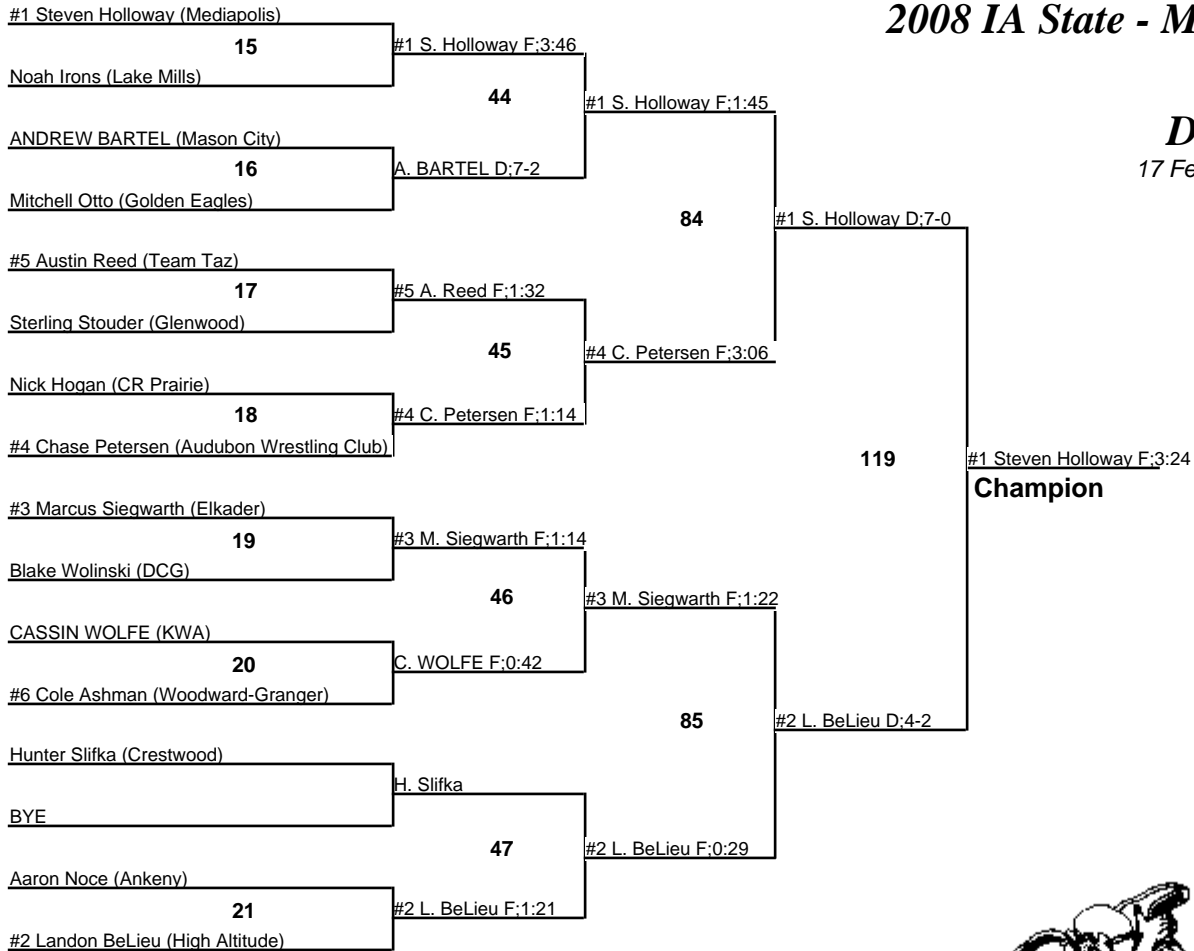 2008 IA State - M
D
17 Fe
#1 Steven Holloway (Mediapolis)
15
#1 S. Holloway F;3:46
Noah Irons (Lake Mills)
44
#1 S. Holloway F;1:45
ANDREW BARTEL (Mason City)
16
A. BARTEL D;7-2
Mitchell Otto (Golden Eagles)
84
#1 S. Holloway D;7-0
#5 Austin Reed (Team Taz)
17
#5 A. Reed F;1:32
Sterling Stouder (Glenwood)
45
#4 C. Petersen F;3:06
Nick Hogan (CR Prairie)
18
#4 C. Petersen F;1:14
#4 Chase Petersen (Audubon Wrestling Club)
119
#1 Steven Holloway F;3:24
Champion
#3 Marcus Siegwarth (Elkader)
19
#3 M. Siegwarth F;1:14
Blake Wolinski (DCG)
46
#3 M. Siegwarth F;1:22
CASSIN WOLFE (KWA)
20
C. WOLFE F;0:42
#6 Cole Ashman (Woodward-Granger)
85
#2 L. BeLieu D;4-2
Hunter Slifka (Crestwood)
H. Slifka
BYE
47
#2 L. BeLieu F;0:29
Aaron Noce (Ankeny)
21
#2 L. BeLieu F;1:21
#2 Landon BeLieu (High Altitude)